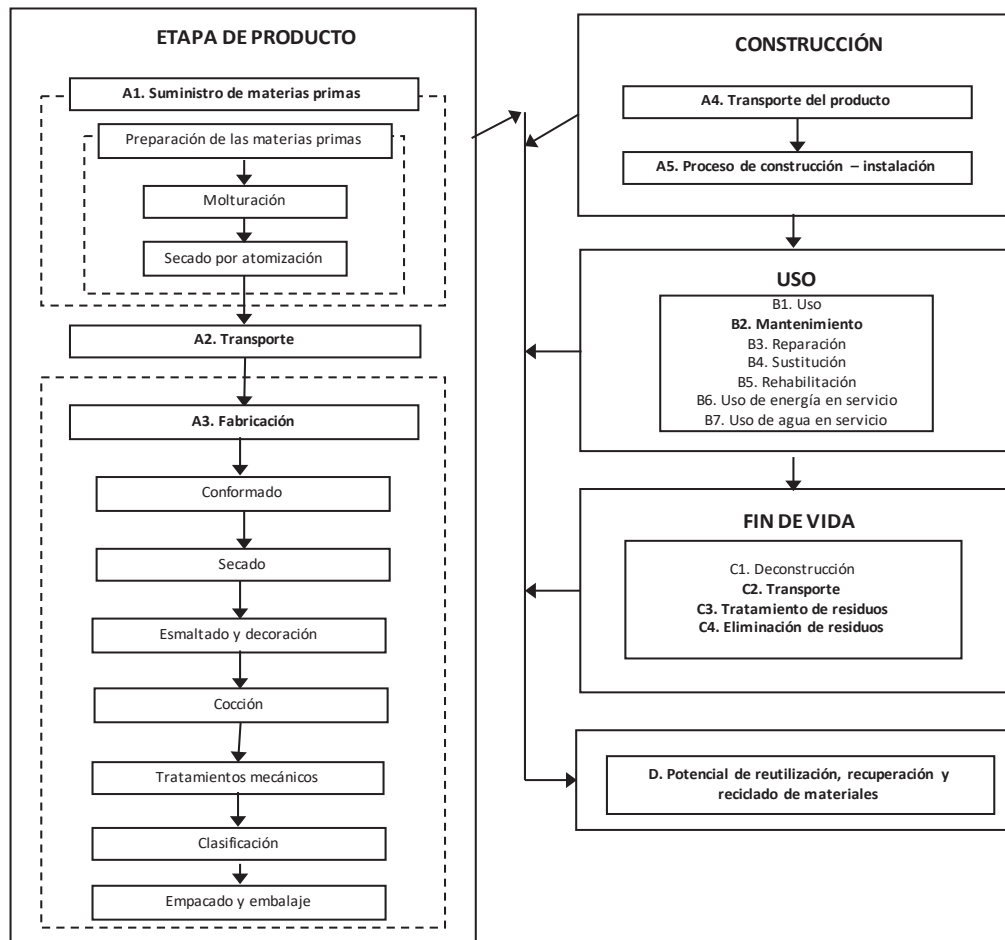 ETAPA DE PRODUCTO
A1. Suministro de materias primas
Preparación de las materias primas
Molturación
Secado por atomización
A2. Transporte
A3. Fabricación
Conformado
Secado
Esmaltado y decoración
Cocción
Tratamientos mecánicos
Clasificación
Empacado y embalaje
CONSTRUCCIÓN
A4. Transporte del producto
A5. Proceso de construcción – instalación
USO
B1. Uso
B2. Mantenimiento
B3. Reparación
B4. Sustitución
B5. Rehabilitación
B6. Uso de energía en servicio
B7. Uso de agua en servicio
FIN DE VIDA
C1. Deconstrucción
C2. Transporte
C3. Tratamiento de residuos
C4. Eliminación de residuos
D. Potencial de reutilización, recuperación y
reciclado de materiales